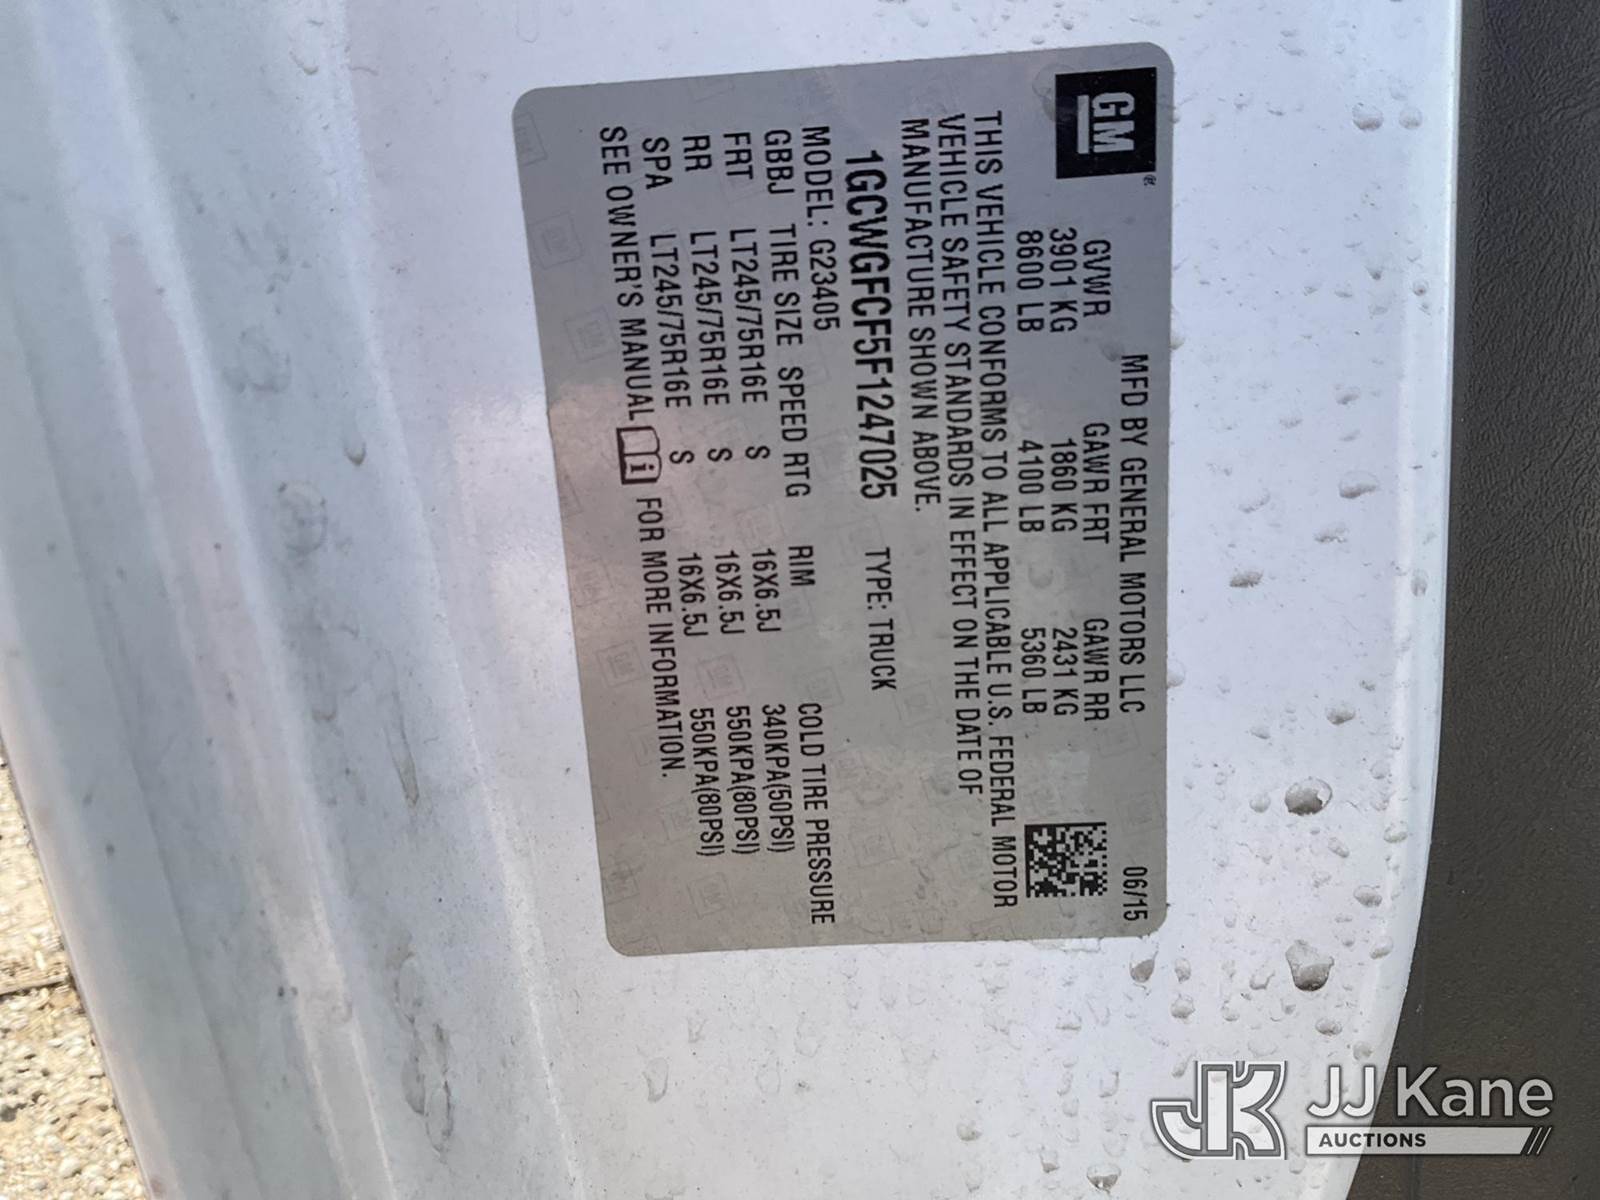 GM ®
MFD BY GENERAL MOTORS LLC 06/15
GVWR GAWR FRT GAWR RR
3901 KG 1860 KG 2431 KG
8600 LB 4100 LB 5360 LB
THIS VEHICLE CONFORMS TO ALL APPLICABLE U.S. FEDERAL MOTOR
VEHICLE SAFETY STANDARDS IN EFFECT ON THE DATE OF
MANUFACTURE SHOWN ABOVE.
1GCWGFCF5F1247025 TYPE: TRUCK
MODEL: G23405
GBBJ TIRE SIZE SPEED RTG RIM COLD TIRE PRESSURE
FRT LT245/75R16E S 16X6.5J 340KPA(50PSI)
RR LT245/75R16E S 16X6.5J 550KPA(80PSI)
SPA LT245/75R16E S 16X6.5J 550KPA(80PSI)
SEE OWNER'S MANUAL i FOR MORE INFORMATION.
JK JJ Kane
AUCTIONS